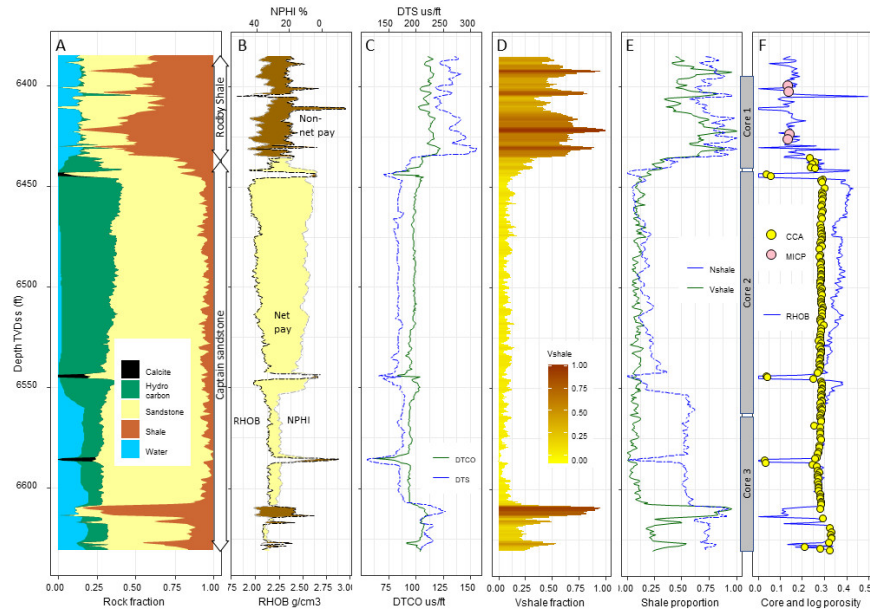 NPHI %
40 20 0
DTS us/ft
150 200 250 300
A
B
C
D
E
F
Depth TVDss (ft)
6400
6450
6500
6550
6600
Rodby Shale
Captain sandstone
Non-
net pay
Net
pay
RHOB
NPHI
Calcite
Hydro
carbon
Sandstone
Shale
Water
DTCO
DTS
Vshale
1.00
0.75
0.50
0.25
0.00
Nshale
Vshale
Core 1
Core 2
Core 3
CCA
MICP
RHOB
0.00 0.25 0.50 0.75 1.00
Rock fraction
2.00 2.25 2.50 2.75 3.00
RHOB g/cm3
50 100 150
DTCO us/ft
0.00 0.25 0.50 0.75 1.00
Vshale fraction
0.00 0.25 0.50 0.75 1.00
Shale proportion
0.0 0.1 0.2 0.3 0.4 0.5
Core and log porosity